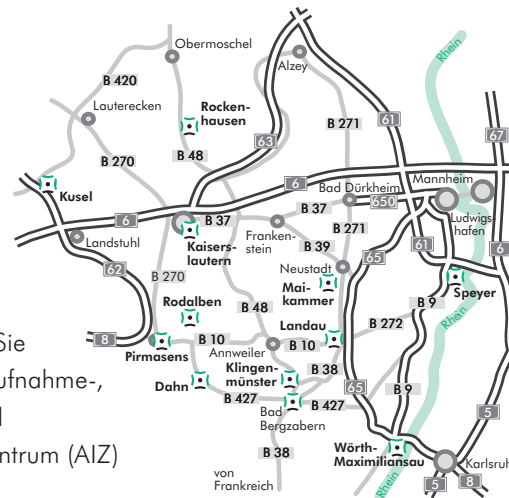 Obermoschel
Rhein
Alzey
B 420
Lauterecken
Rocken-
hausen
B 271
61
67
63
B 270
B 48
6
Mannheim
Bad Dürkheim
650
Kusel
B 37
B 37
Ludwigs-
hafen
6
Franken-
stein
B 271
61
6
Landstuhl
Kaisers-
lautern
B 39
65
62
B 270
Neustadt
Mai-
kammer
Speyer
Rodalben
B 48
B 9
Landau
B 272
Rhein
8
Sie
Pirmasens
B 10
Annweiler
B 10
Klingen-
münster
B 38
ufnahme-,
Dahn
65
B 9
B 427
Bad
Bergzabern
B 427
5
ntrum (AIZ)
Wörth-
Maximiliansau
B 38
Karlsruh
von
Frankreich
Rhein
5
8